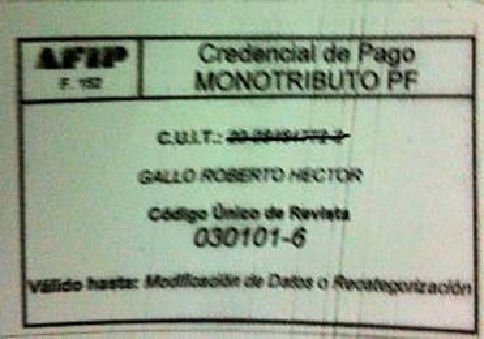 AFIP
F. 152
Credencial de Pago
MONOTRIBUTO PF
C.U.I.T.:
GALLO ROBERTO HECTOR
Código Único de Revista
030101-6
Válido hasta: Modificación de Datos o Recategorización